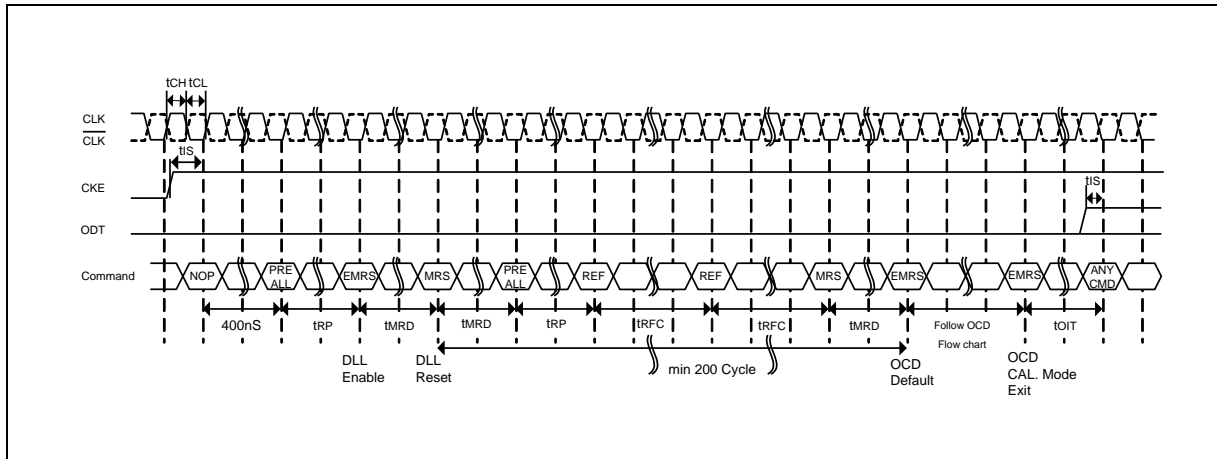 tCH tCL
CLK
CLK
tIS
CKE
tIS
ODT
Command
NOP
PRE ALL
EMRS
MRS
PRE ALL
REF
REF
MRS
EMRS
EMRS
ANY CMD
400nS
tRP
tMRD
tMRD
tRP
tRFC
tRFC
tMRD
Follow OCD
Flow chart
tOIT
DLL
Enable
DLL
Reset
min 200 Cycle
OCD
Default
OCD
CAL. Mode
Exit